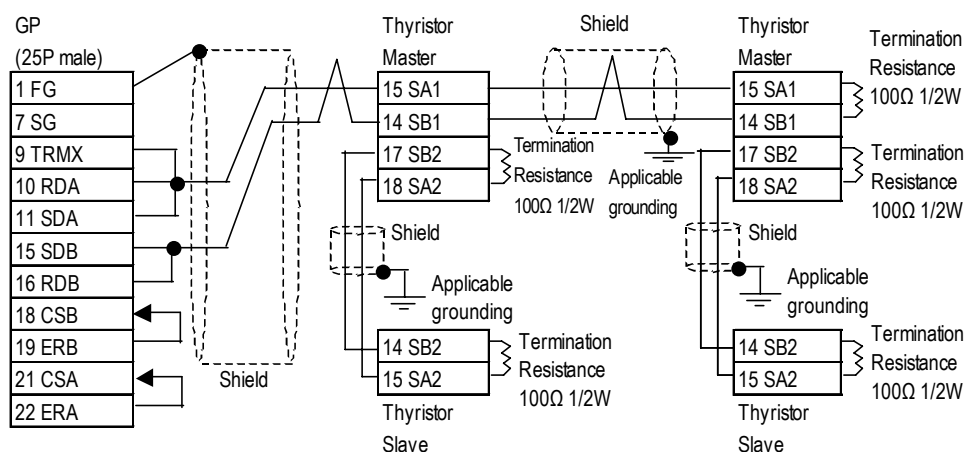 GP
(25P male)
1 FG
7 SG
9 TRMX
10 RDA
11 SDA
15 SDB
16 RDB
18 CSB
19 ERB
21 CSA
22 ERA
Shield
Thyristor
Master
15 SA1
14 SB1
17 SB2
18 SA2
Termination
Resistance
100Ω 1/2W
Shield
Applicable
grounding
14 SB2
15 SA2
Termination
Resistance
100Ω 1/2W
Thyristor
Slave
Shield
Applicable
grounding
Thyristor
Master
15 SA1
14 SB1
17 SB2
18 SA2
Termination
Resistance
100Ω 1/2W
Termination
Resistance
100Ω 1/2W
Shield
Applicable
grounding
14 SB2
15 SA2
Termination
Resistance
100Ω 1/2W
Thyristor
Slave